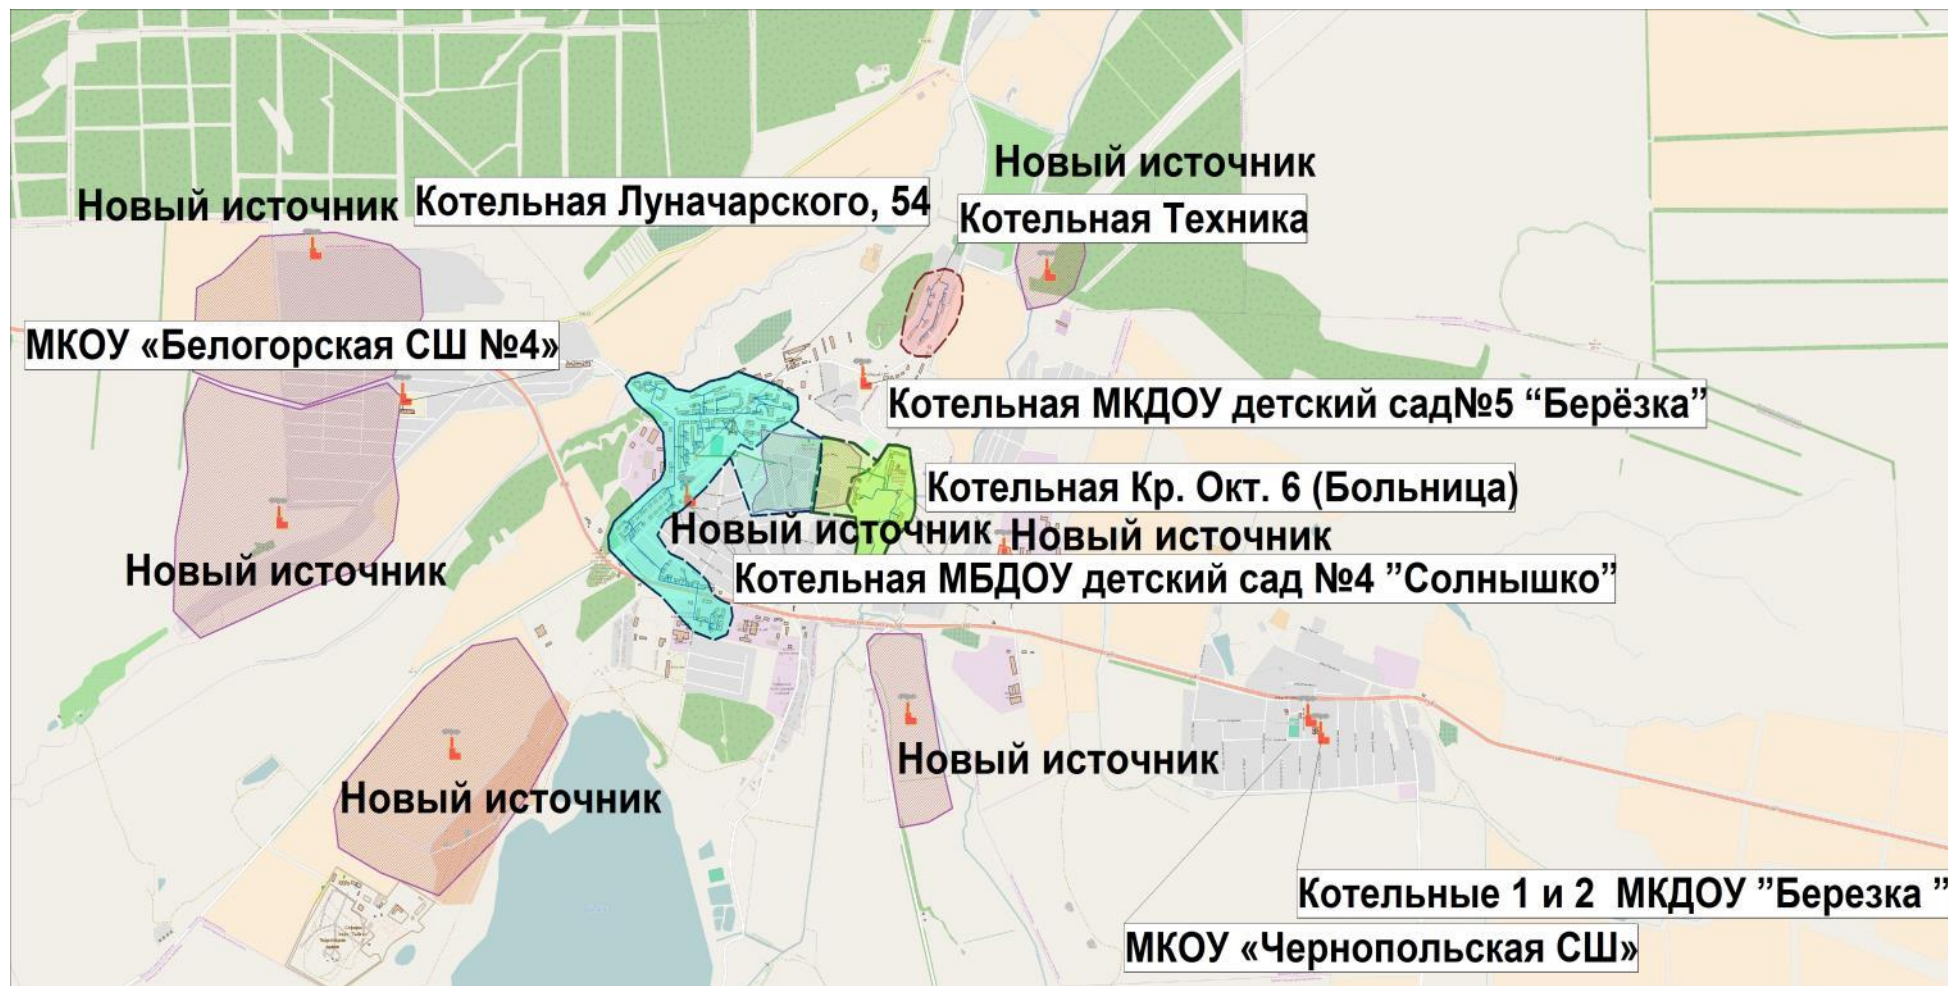 Новый источник
Котельная Луначарского, 54
Котельная Техника
Новый источник
МКОУ «Белогорская СШ №4»
Котельная МКДОУ детский сад№5 “Берёзка”
Котельная Кр. Окт. 6 (Больница)
Новый источник
Новый источник
Новый источник
Котельная МБДОУ детский сад №4 ”Солнышко”
Новый источник
Новый источник
Котельные 1 и 2 МКДОУ ”Березка ”
МКОУ «Чернопольская СШ»